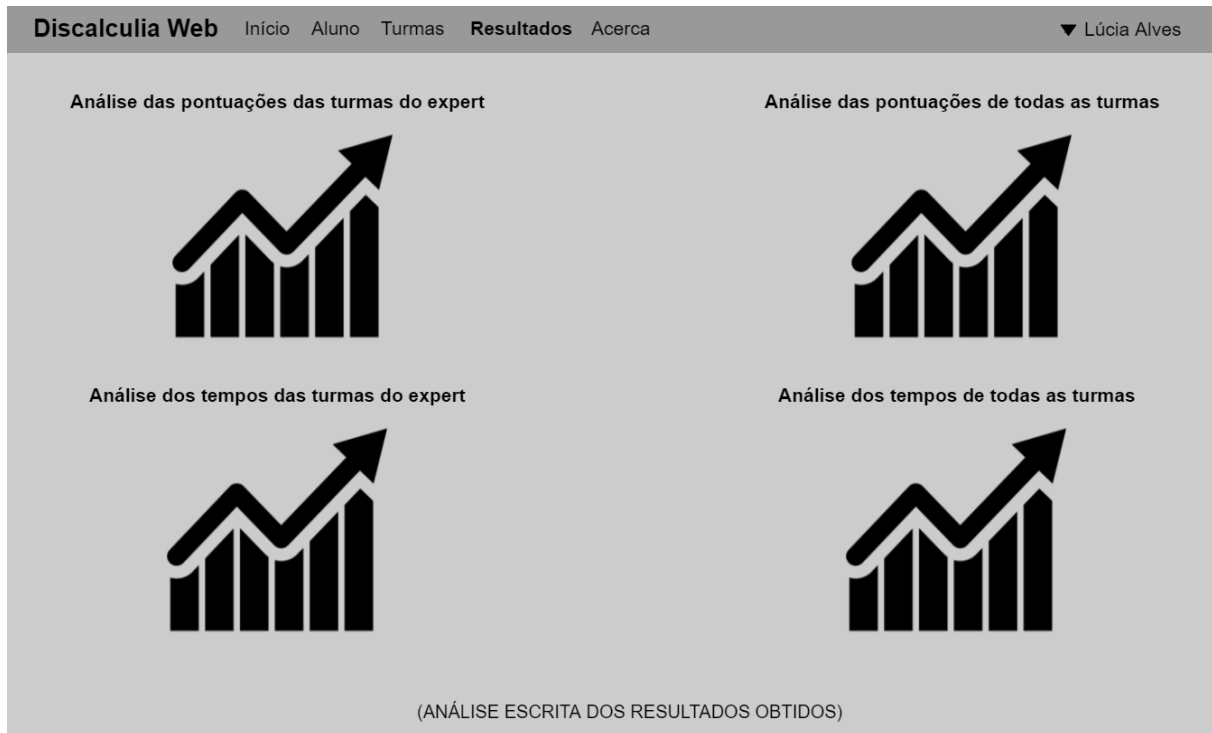 Discalculia Web Início Aluno Turmas Resultados Acerca ▼ Lúcia Alves
Análise das pontuações das turmas do expert
Análise das pontuações de todas as turmas
Análise dos tempos das turmas do expert
Análise dos tempos de todas as turmas
(ANÁLISE ESCRITA DOS RESULTADOS OBTIDOS)